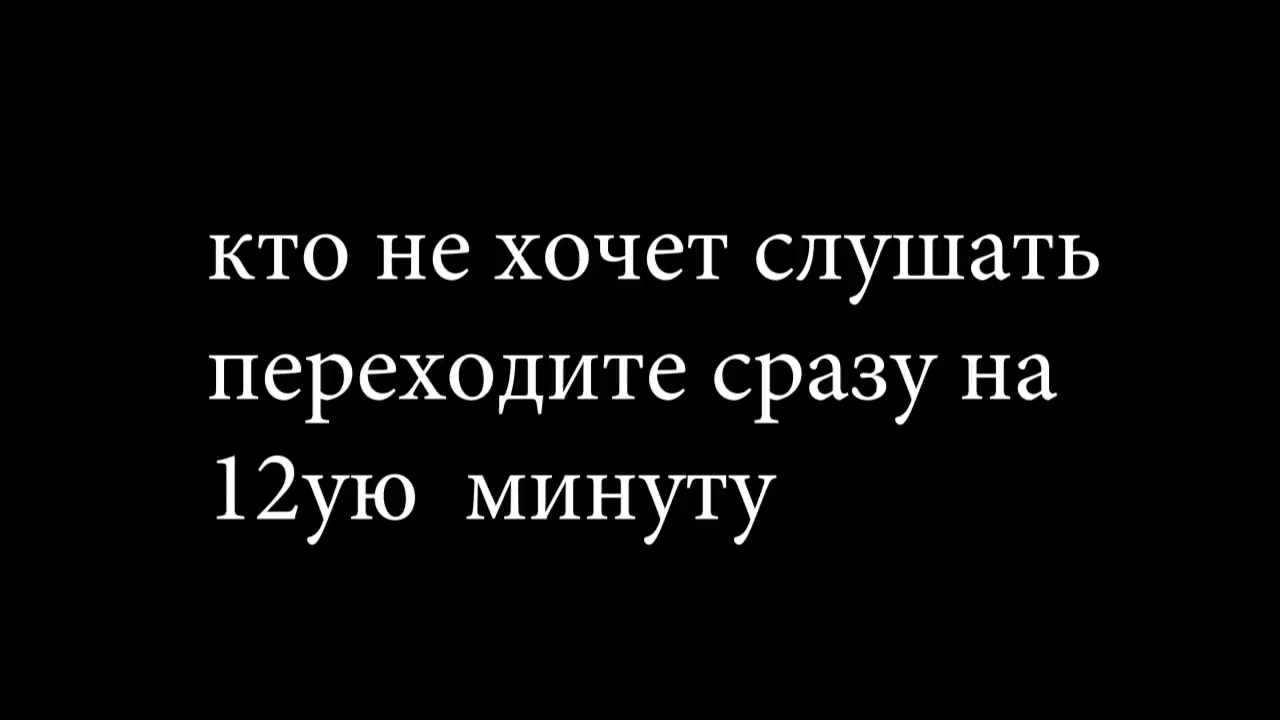 кто не хочет слушать
переходите сразу на
12ую  минуту